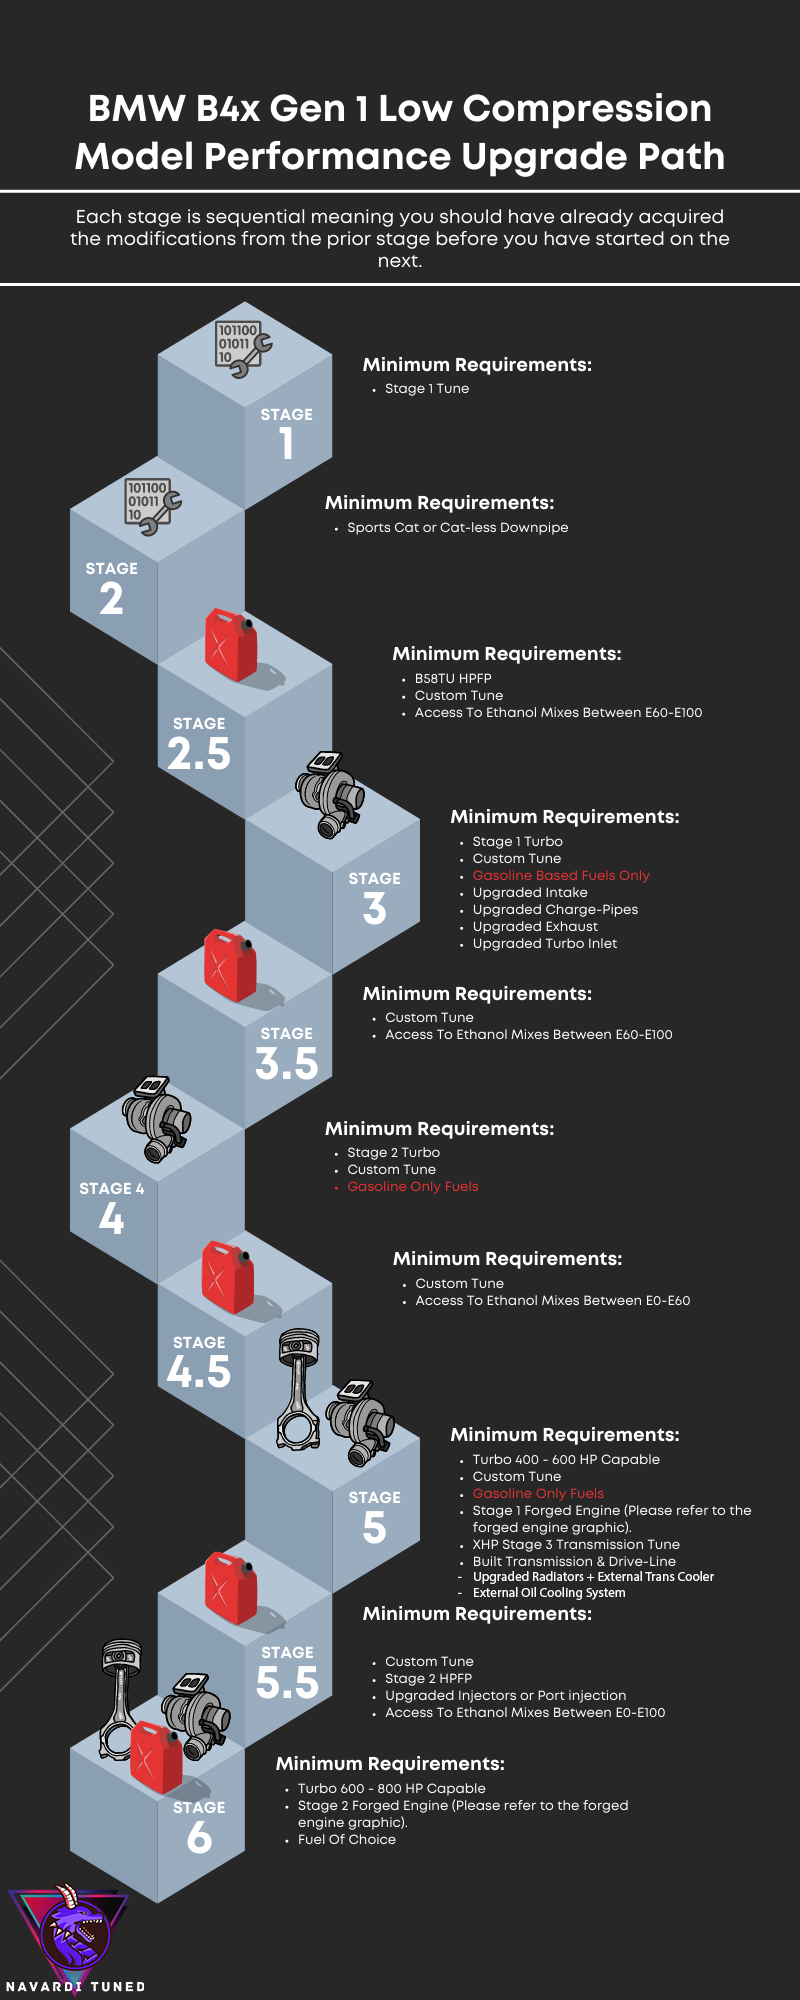 BMW B4x Gen 1 Low Compression
Model Performance Upgrade Path
Each stage is sequential meaning you should have already acquired
the modifications from the prior stage before you have started on the
next.
101100
01011
10
STAGE
1
Minimum Requirements:
• Stage 1 Tune
101100
01011
10
STAGE
2
Minimum Requirements:
• Sports Cat or Cat-less Downpipe
STAGE
2.5
Minimum Requirements:
• B58TU HPFP
• Custom Tune
• Access To Ethanol Mixes Between E60-E100
STAGE
3
Minimum Requirements:
• Stage 1 Turbo
• Custom Tune
• Gasoline Based Fuels Only
• Upgraded Intake
• Upgraded Charge-Pipes
• Upgraded Exhaust
• Upgraded Turbo Inlet
STAGE
3.5
Minimum Requirements:
• Custom Tune
• Access To Ethanol Mixes Between E60-E100
STAGE 4
4
Minimum Requirements:
• Stage 2 Turbo
• Custom Tune
• Gasoline Only Fuels
STAGE
4.5
Minimum Requirements:
• Custom Tune
• Access To Ethanol Mixes Between E0-E60
STAGE
5
Minimum Requirements:
• Turbo 400 - 600 HP Capable
• Custom Tune
• Gasoline Only Fuels
• Stage 1 Forged Engine (Please refer to the
forged engine graphic).
• XHP Stage 3 Transmission Tune
• Built Transmission & Drive-Line
- Upgraded Radiators + External Trans Cooler
- External Oil Cooling System
STAGE
5.5
Minimum Requirements:
• Custom Tune
• Stage 2 HPFP
• Upgraded Injectors or Port injection
• Access To Ethanol Mixes Between E0-E100
STAGE
6
Minimum Requirements:
• Turbo 600 - 800 HP Capable
• Stage 2 Forged Engine (Please refer to the forged
engine graphic).
• Fuel Of Choice
NAVARDI TUNED